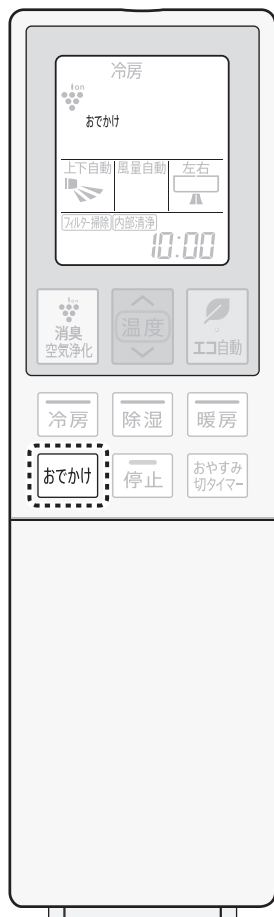 冷房
ion
おでかけ
上下自動 風量自動 左右
フィルター掃除 内部清浄
10:00
ion
消臭
空気浄化
温度
エコ自動
冷房 除湿 暖房
おでかけ 停止 おやすみ
切タイマー